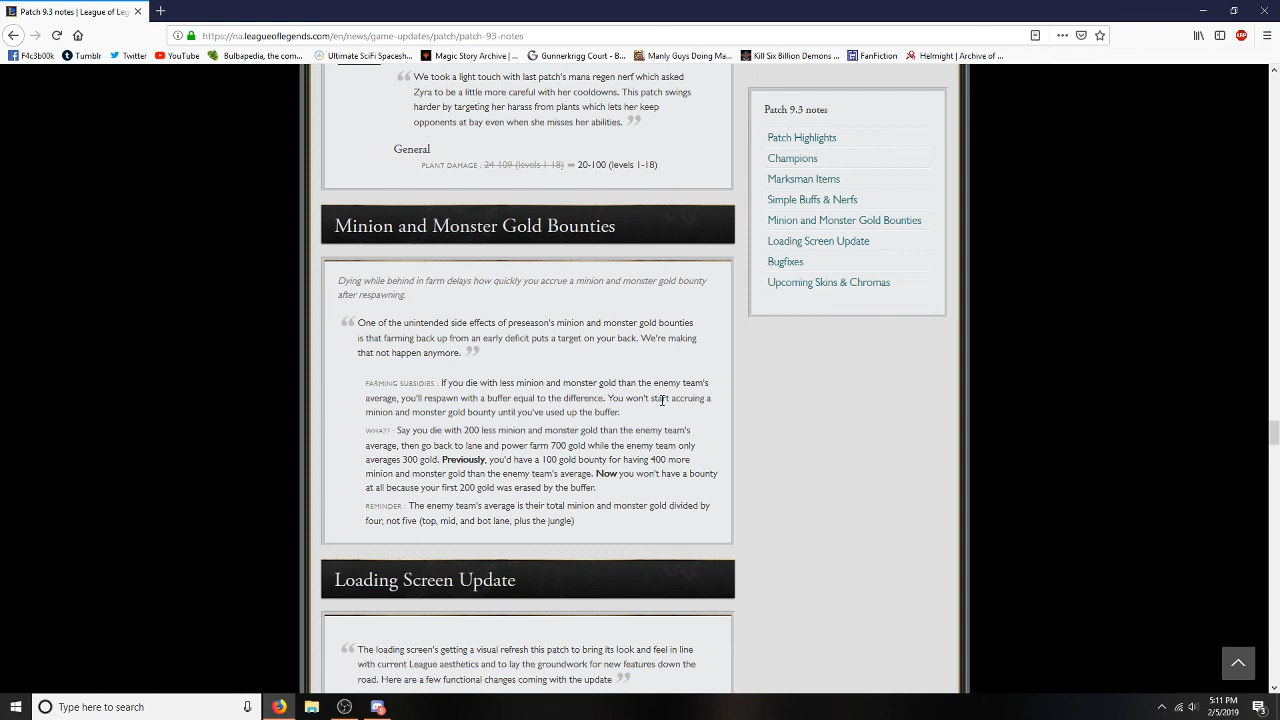 Patch 9.3 notes | League of Leg
https://na.leagueoflegends.com/en/news/game-updates/patch/patch-93-notes
F4c3b00k Tumblr Twitter YouTube Bulbapedia, the com... Ultimate SciFi Spacesh... Magic Story Archive | ... Gunnerkrigg Court - B... Manly Guys Doing Ma... Kill Six Billion Demons ... FanFiction Helmight | Archive of ...
❝ We took a light touch with last patch's mana regen nerf which asked
Zyra to be a little more careful with her cooldowns. This patch swings
harder by targeting her harass from plants which lets her keep
opponents at bay even when she misses her abilities. ❞
General
PLANT DAMAGE : 24-109 (levels 1-18) ⇒ 20-100 (levels 1-18)
Minion and Monster Gold Bounties
Dying while behind in farm delays how quickly you accrue a minion and monster gold bounty
after respawning.
❝ One of the unintended side effects of preseason's minion and monster gold bounties
is that farming back up from an early deficit puts a target on your back. We're making
that not happen anymore. ❞
FARMING SUBSIDIES : If you die with less minion and monster gold than the enemy team's
average, you'll respawn with a buffer equal to the difference. You won't start accruing a
minion and monster gold bounty until you've used up the buffer.
WHAT? : Say you die with 200 less minion and monster gold than the enemy team's
average, then go back to lane and power farm 700 gold while the enemy team only
averages 300 gold. Previously, you'd have a 100 gold bounty for having 400 more
minion and monster gold than the enemy team's average. Now you won't have a bounty
at all because your first 200 gold was erased by the buffer.
REMINDER : The enemy team's average is their total minion and monster gold divided by
four, not five (top, mid, and bot lane, plus the jungle)
Loading Screen Update
❝ The loading screen's getting a visual refresh this patch to bring its look and feel in line
with current League aesthetics and to lay the groundwork for new features down the
road. Here are a few functional changes coming with the update ❞
Patch 9.3 notes
Patch Highlights
Champions
Marksman Items
Simple Buffs & Nerfs
Minion and Monster Gold Bounties
Loading Screen Update
Bugfixes
Upcoming Skins & Chromas
Type here to search
5:11 PM
2/5/2019
3